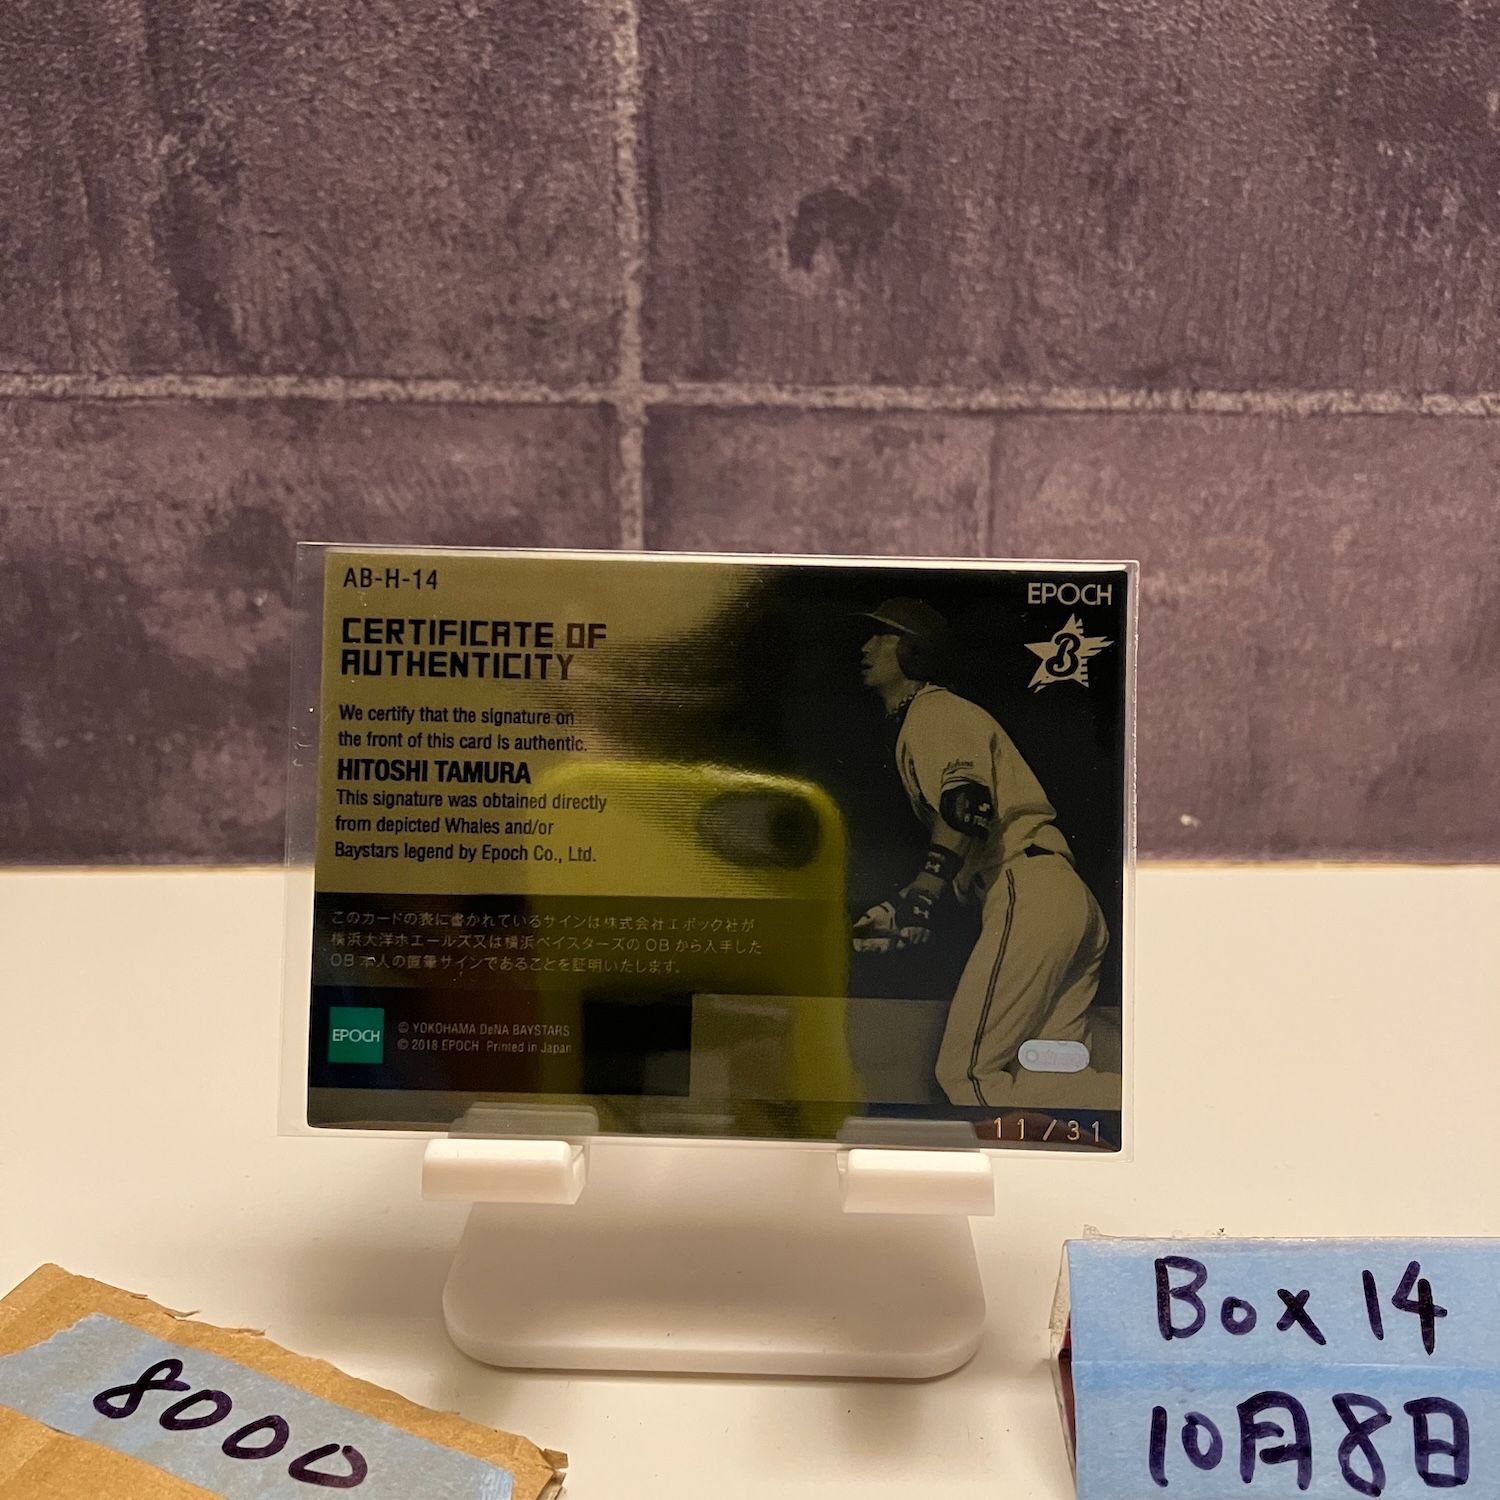 AB-H-14
EPOCH
B
CERTIFICATE OF
AUTHENTICITY
We certify that the signature on
the front of this card is authentic.
HITOSHI TAMURA
This signature was obtained directly
from depicted Whales and/or
Baystars legend by Epoch Co., Ltd.
このカードの表に書かれているサインは株式会社エポック社が
横浜大洋ホエールズ又は横浜ベイスターズのOBから入手した
OB本人の直筆サインであることを証明いたします。
EPOCH
© YOKOHAMA DeNA BAYSTARS
© 2018 EPOCH Printed in Japan
11/31
8000
Box 14
10月8日